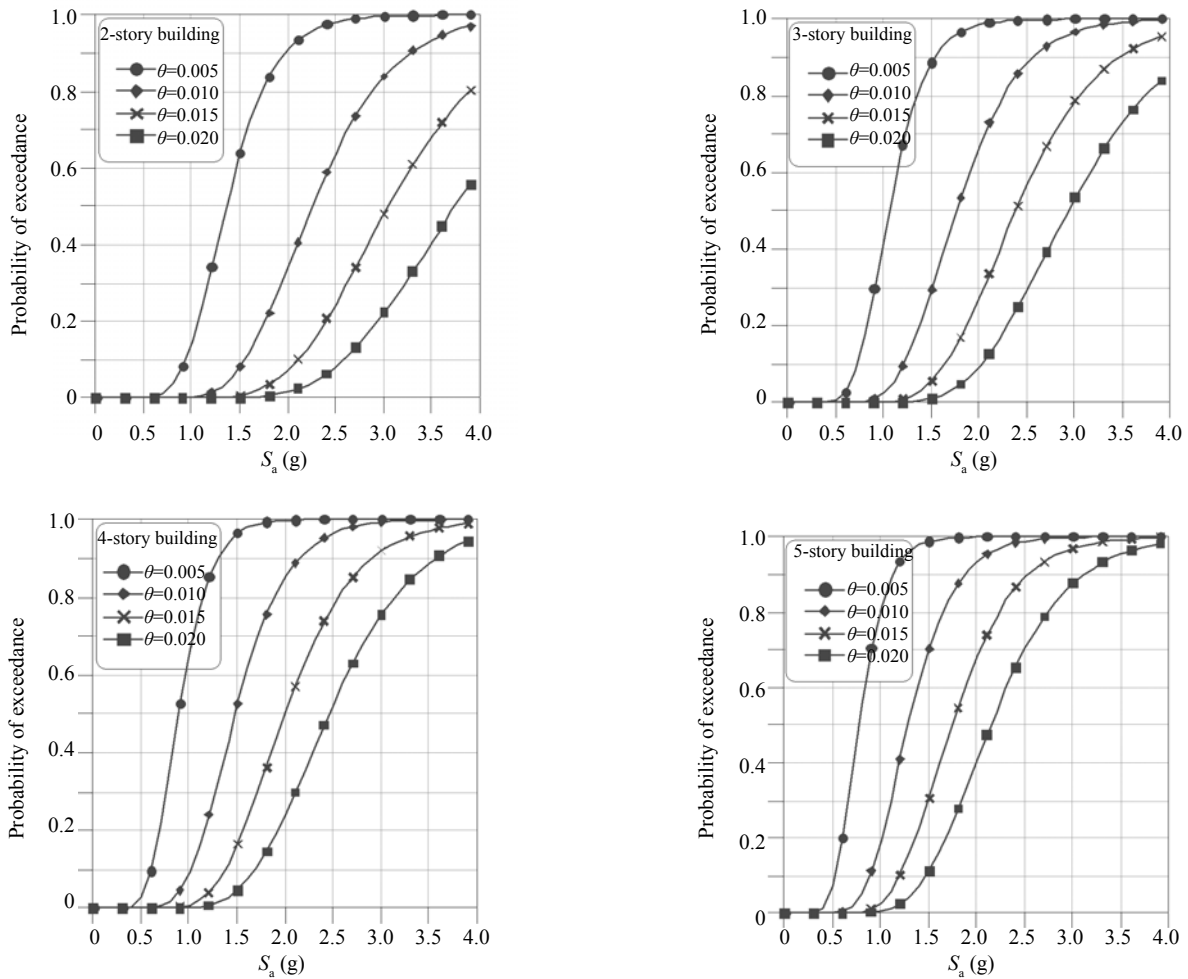 2-story building
θ=0.005
θ=0.010
θ=0.015
θ=0.020
Probability of exceedance
1.0
0.8
0.6
0.4
0.2
0
0 0.5 1.0 1.5 2.0 2.5 3.0 3.5 4.0
Sa (g)
3-story building
θ=0.005
θ=0.010
θ=0.015
θ=0.020
Probability of exceedance
1.0
0.8
0.6
0.4
0.2
0
0 0.5 1.0 1.5 2.0 2.5 3.0 3.5 4.0
Sa (g)
4-story building
θ=0.005
θ=0.010
θ=0.015
θ=0.020
Probability of exceedance
1.0
0.8
0.6
0.4
0.2
0
0 0.5 1.0 1.5 2.0 2.5 3.0 3.5 4.0
Sa (g)
5-story building
θ=0.005
θ=0.010
θ=0.015
θ=0.020
Probability of exceedance
1.0
0.8
0.6
0.4
0.2
0
0 0.5 1.0 1.5 2.0 2.5 3.0 3.5 4.0
Sa (g)